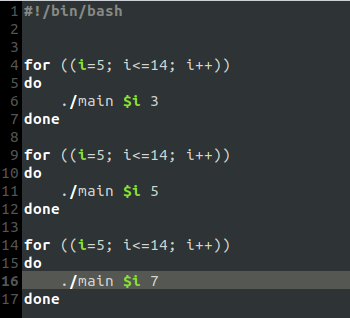 1 #!/bin/bash
2
3
4 for ((i=5; i<=14; i++))
5 do
6     ./main $i 3
7 done
8
9 for ((i=5; i<=14; i++))
10 do
11     ./main $i 5
12 done
13
14 for ((i=5; i<=14; i++))
15 do
16     ./main $i 7
17 done